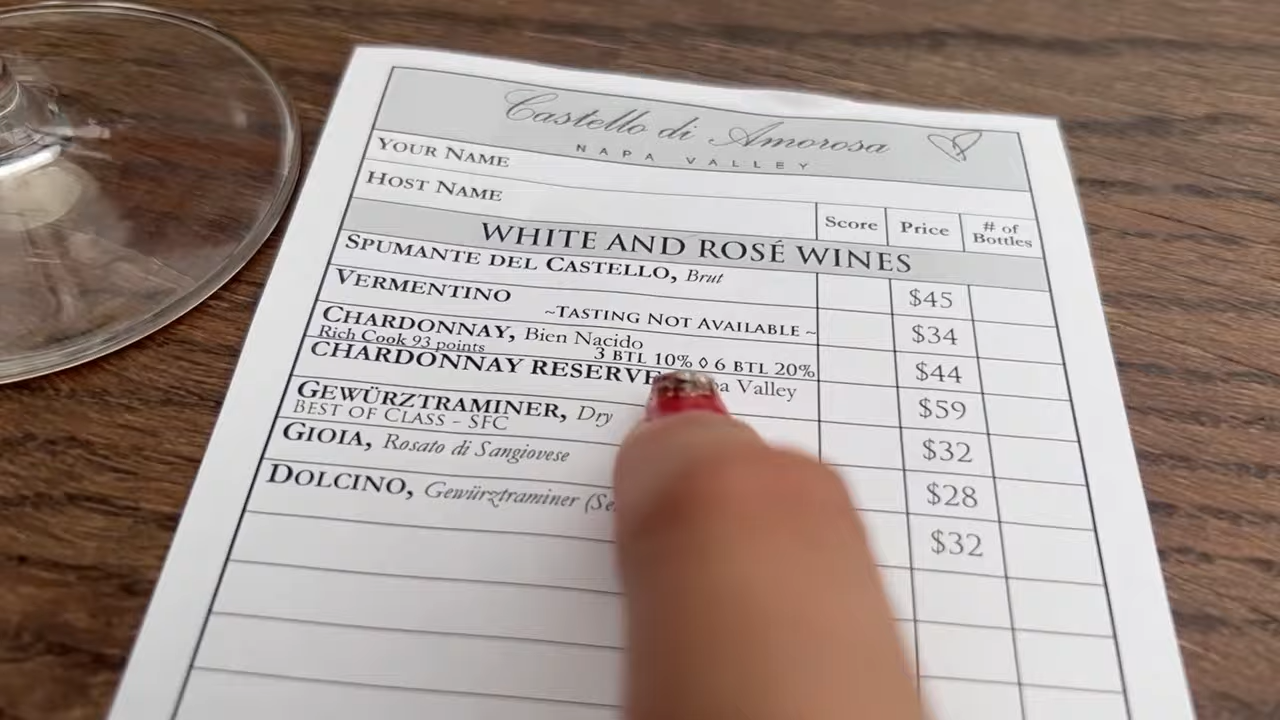 Castello di Amorosa
NAPA VALLEY
YOUR NAME
HOST NAME
Score Price # of Bottles
WHITE AND ROSÉ WINES
SPUMANTE DEL CASTELLO, Brut $45
VERMENTINO ~TASTING NOT AVAILABLE ~ $34
CHARDONNAY, Bien Nacido $44
Rich Cook 93 points 3 BTL 10% ◊ 6 BTL 20%
CHARDONNAY RESERVE Valley $59
GEWÜRZTRAMINER, Dry $32
BEST OF CLASS - SFC
GIOIA, Rosato di Sangiovese $28
DOLCINO, Gewürztraminer $32